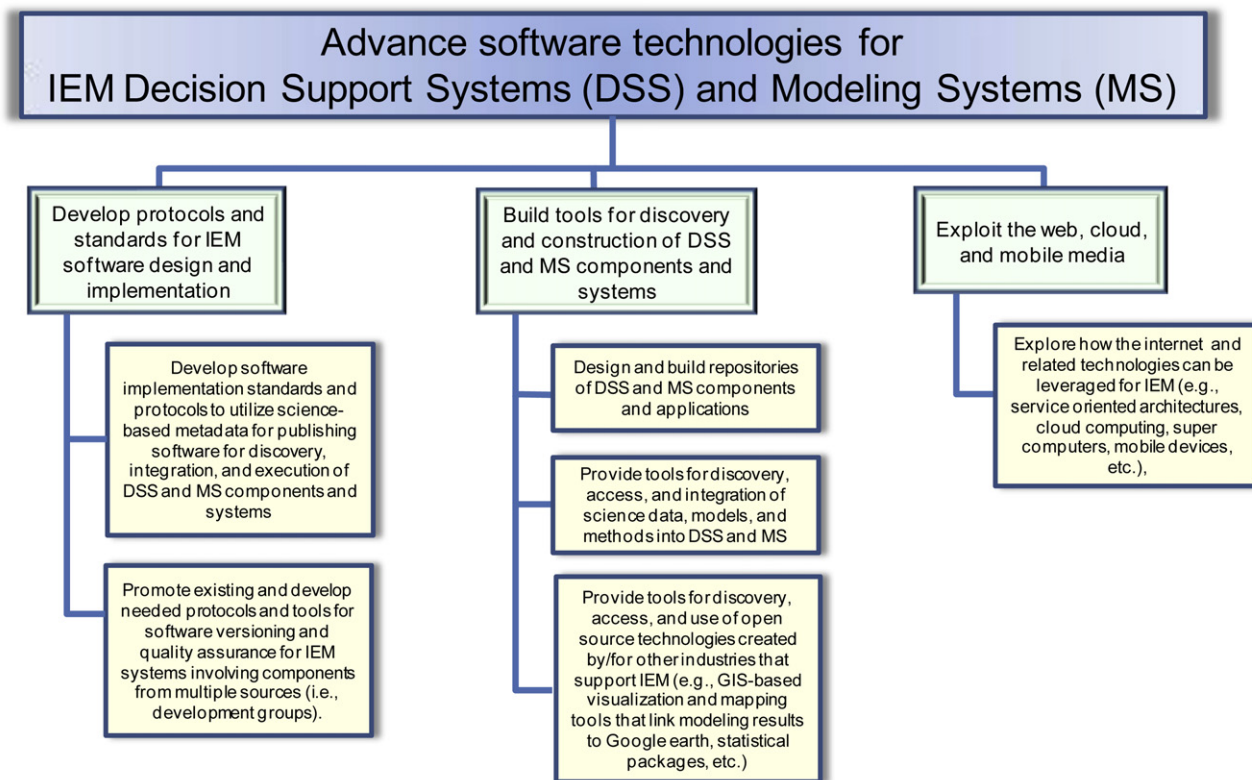 Advance software technologies for
IEM Decision Support Systems (DSS) and Modeling Systems (MS)
Develop protocols and
standards for IEM
software design and
implementation
Develop software
implementation standards and
protocols to utilize science-
based metadata for publishing
software for discovery,
integration, and execution of
DSS and MS components and
systems
Promote existing and develop
needed protocols and tools for
software versioning and
quality assurance for IEM
systems involving components
from multiple sources (i.e.,
development groups).
Build tools for discovery
and construction of DSS
and MS components and
systems
Design and build repositories
of DSS and MS components
and applications
Provide tools for discovery,
access, and integration of
science data, models, and
methods into DSS and MS
Provide tools for discovery,
access, and use of open
source technologies created
by/for other industries that
support IEM (e.g., GIS-based
visualization and mapping
tools that link modeling results
to Google earth, statistical
packages, etc.)
Exploit the web, cloud,
and mobile media
Explore how the internet and
related technologies can be
leveraged for IEM (e.g.,
service oriented architectures,
cloud computing, super
computers, mobile devices,
etc.),